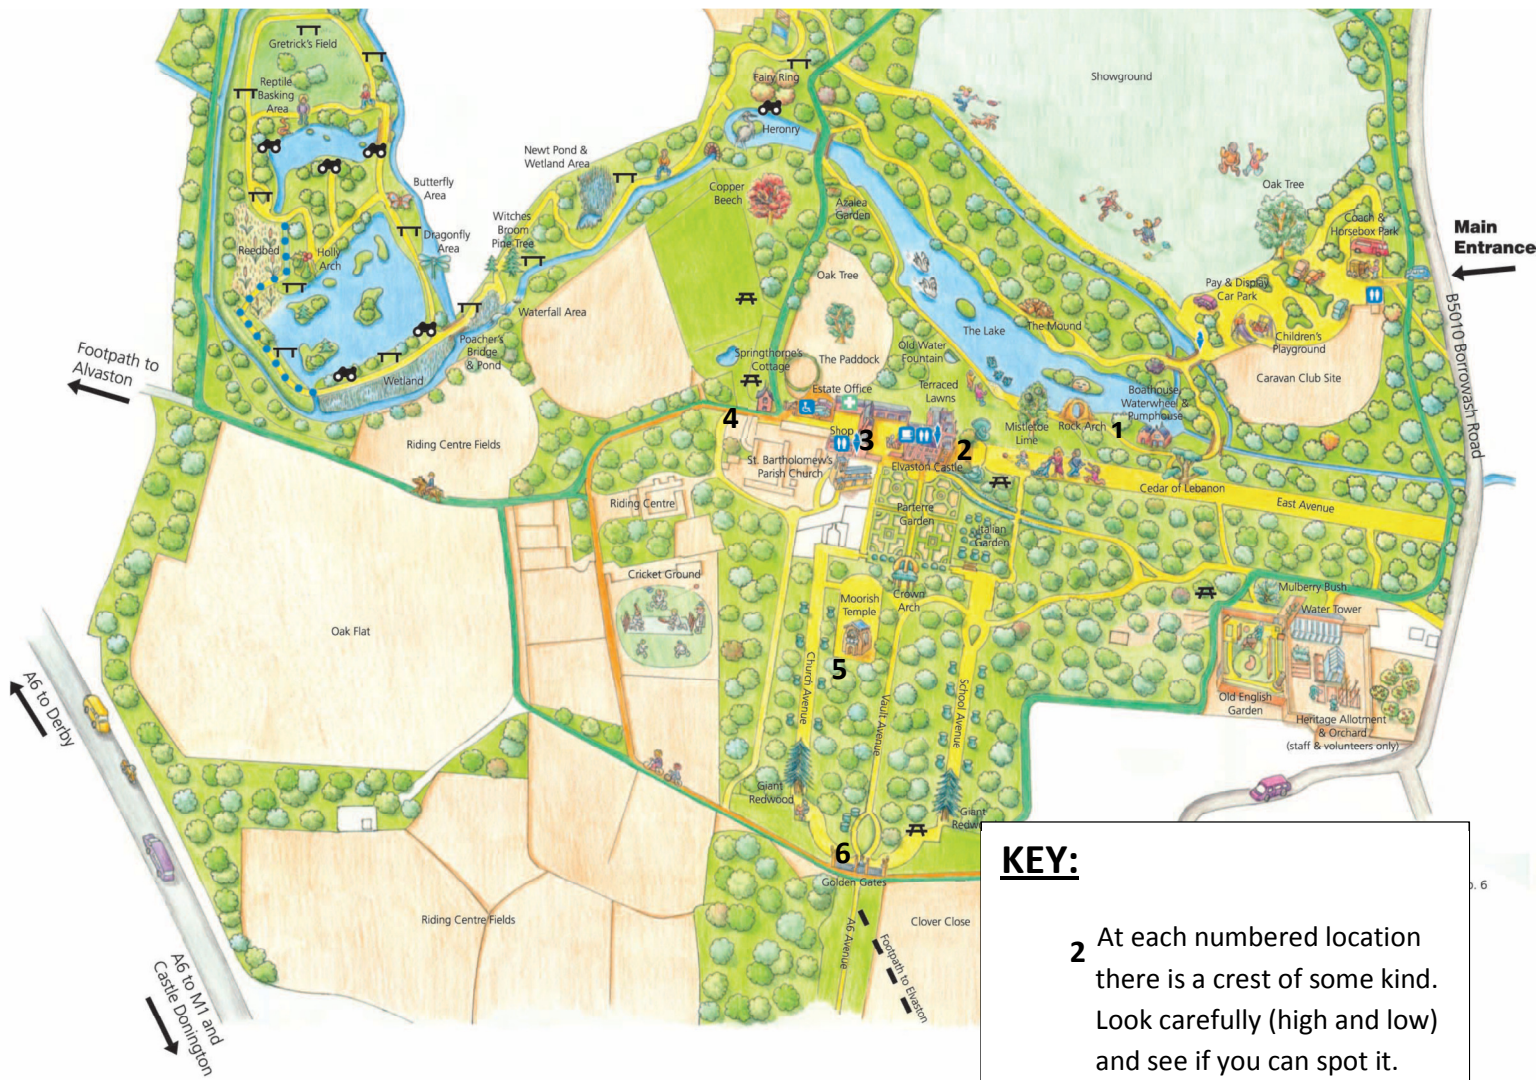 Gretrick's Field
Reptile
Basking
Area
Fairy Ring
Heronry
Showground
Newt Pond &
Wetland Area
Butterfly
Area
Copper
Beech
Azalea
Garden
Oak Tree
Coach &
Horsebox Park
Main
Entrance
Witches
Broom
Pine Tree
Dragonfly
Area
Reedbed
Holly
Arch
Oak Tree
Pay & Display
Car Park
B5010 Borrowash Road
Waterfall Area
The Lake
The Mound
Children's
Playground
Footpath to
Alvaston
Poacher's
Bridge
& Pond
Springthorpe's
Cottage
The Paddock
Old Water
Fountain
Wetland
Estate Office
Terraced
Lawns
Boathouse,
Waterwheel &
Pumphouse
Caravan Club Site
4
Shop
3
2
Mistletoe
Lime
Rock Arch
1
Riding Centre Fields
St. Bartholomew's
Parish Church
Elvaston Castle
Cedar of Lebanon
East Avenue
Riding Centre
Parterre
Garden
Italian
Garden
Cricket Ground
Moorish
Temple
Crown
Arch
Mulberry Bush
Water Tower
Oak Flat
5
Church Avenue
Vault Avenue
School Avenue
Old English
Garden
Heritage Allotment
& Orchard
(staff & volunteers only)
A6 to Derby
Giant
Redwood
Giant
6
Golden Gates
Riding Centre Fields
A6 Avenue
Footpath to Elvaston
Clover Close
A6 to M1 and
Castle Donington
KEY:
2 At each numbered location
there is a crest of some kind.
Look carefully (high and low)
and see if you can spot it.
. 6